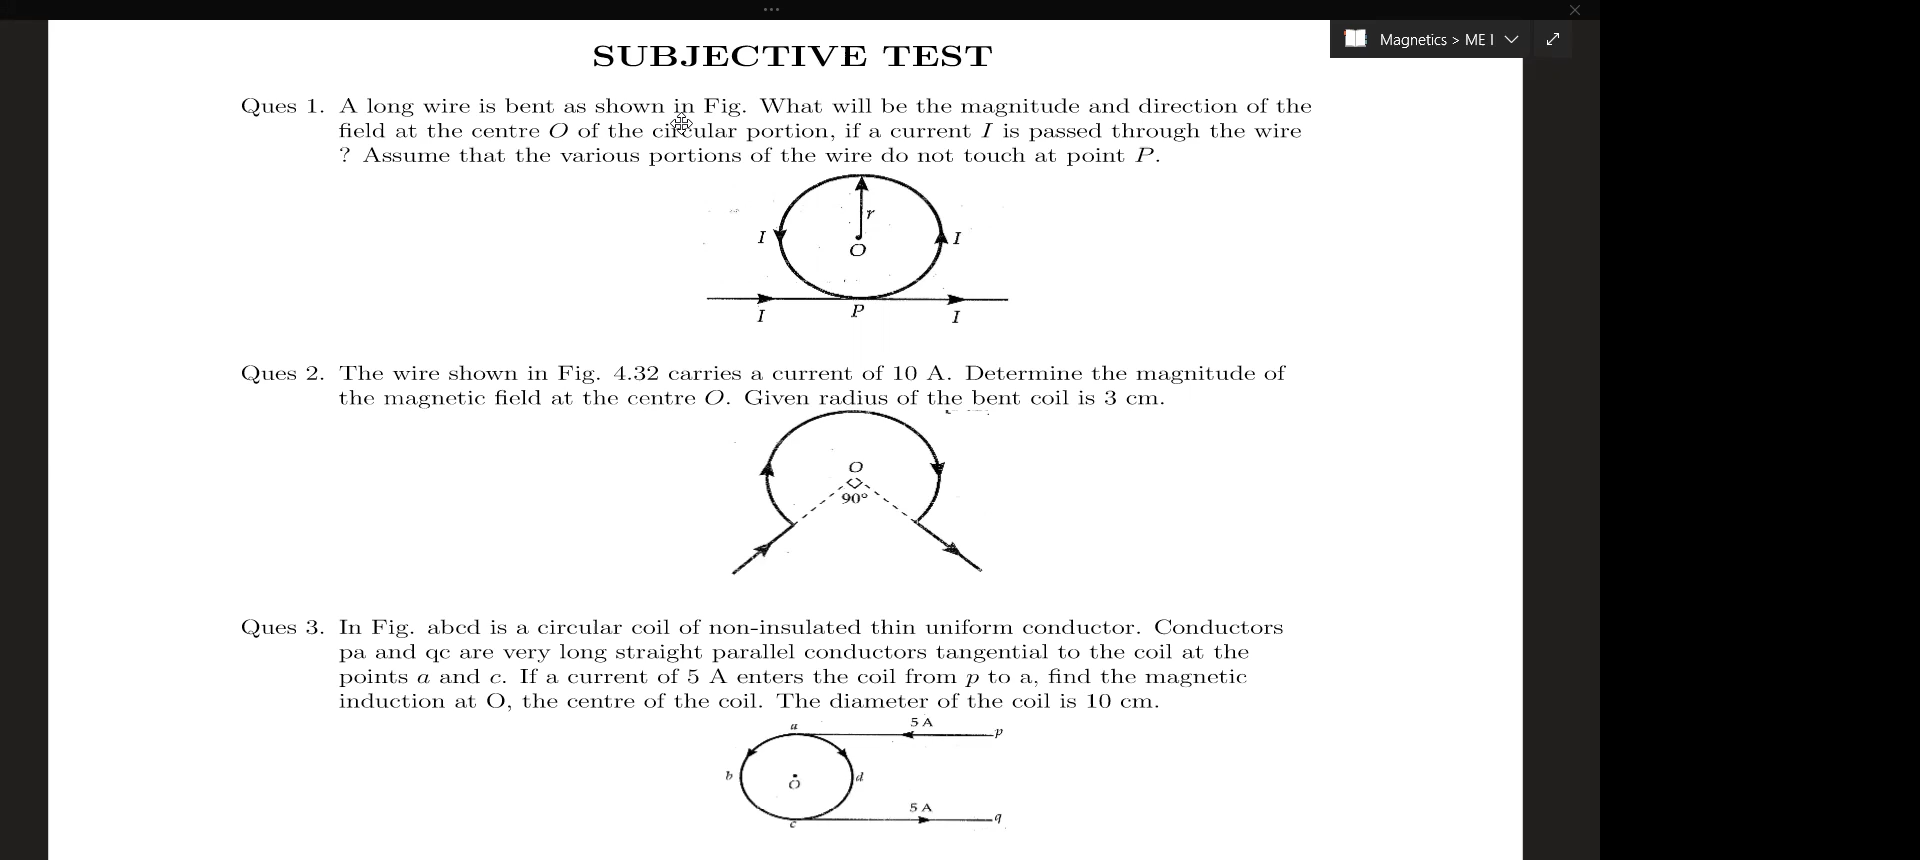 Magnetics > ME I
SUBJECTIVE TEST
Ques 1. A long wire is bent as shown in Fig. What will be the magnitude and direction of the
field at the centre O of the circular portion, if a current I is passed through the wire
? Assume that the various portions of the wire do not touch at point P.
r
I
O
I
P
I
I
Ques 2. The wire shown in Fig. 4.32 carries a current of 10 A. Determine the magnitude of
the magnetic field at the centre O. Given radius of the bent coil is 3 cm.
O
90°
Ques 3. In Fig. abcd is a circular coil of non-insulated thin uniform conductor. Conductors
pa and qc are very long straight parallel conductors tangential to the coil at the
points a and c. If a current of 5 A enters the coil from p to a, find the magnetic
induction at O, the centre of the coil. The diameter of the coil is 10 cm.
a
5 A
p
b
O
d
5 A
c
q